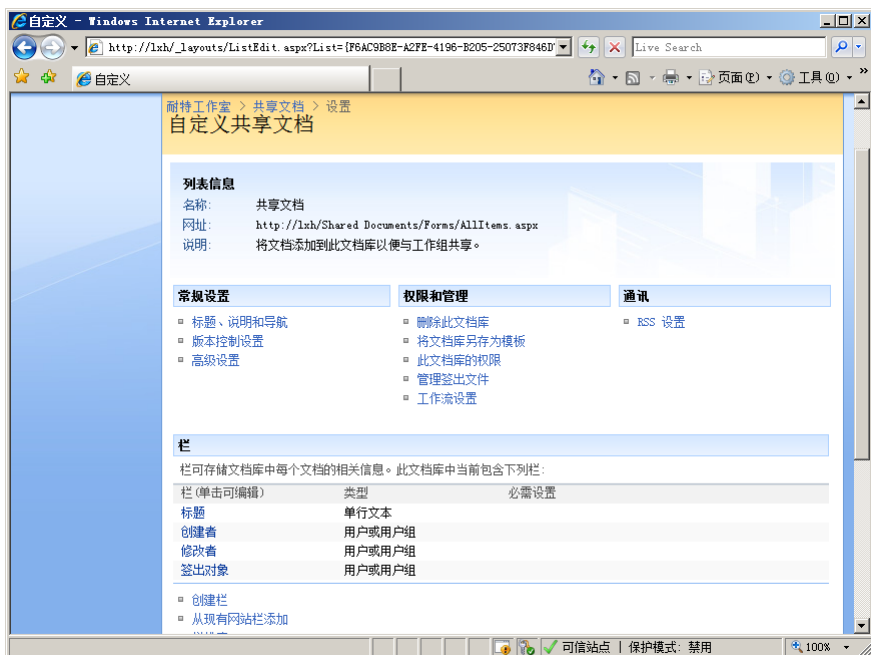 自定义 - Windows Internet Explorer
http://lxh/_layouts/ListEdit.aspx?List={F6AC9B8E-A2FE-4196-B205-25073F846D
Live Search
自定义
页面(P)
工具(O)
»
耐特工作室 > 共享文档 > 设置
自定义共享文档
列表信息
名称: 共享文档
网址: http://lxh/Shared Documents/Forms/AllItems.aspx
说明: 将文档添加到此文档库以便与工作组共享。
常规设置 权限和管理 通讯
标题、说明和导航 删除此文档库 RSS 设置
版本控制设置 将文档库另存为模板
高级设置 此文档库的权限
管理签出文件
工作流设置
栏
栏可存储文档库中每个文档的相关信息。此文档库中当前包含下列栏:
栏(单击可编辑) 类型 必需设置
标题 单行文本
创建者 用户或用户组
修改者 用户或用户组
签出对象 用户或用户组
创建栏
从现有网站栏添加
可信站点 | 保护模式: 禁用 100%